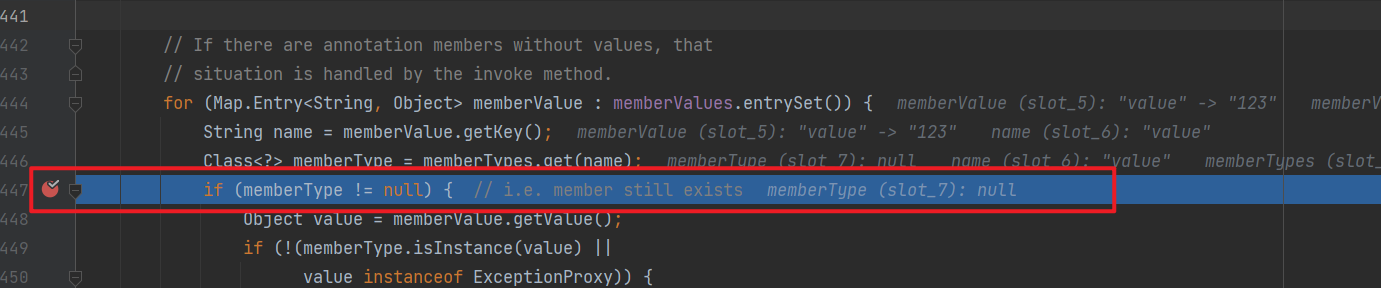 441
442 // If there are annotation members without values, that
443 // situation is handled by the invoke method.
444 for (Map.Entry<String, Object> memberValue : memberValues.entrySet()) { memberValue (slot_5): "value" -> "123" memberV
445 String name = memberValue.getKey(); memberValue (slot_5): "value" -> "123" name (slot_6): "value"
446 Class<?> memberType = memberTypes.get(name); memberType (slot_7): null name (slot_6): "value" memberTypes (slot_
447 if (memberType != null) { // i.e. member still exists memberType (slot_7): null
448 Object value = memberValue.getValue();
449 if (!(memberType.isInstance(value) ||
450 value instanceof ExceptionProxy)) {